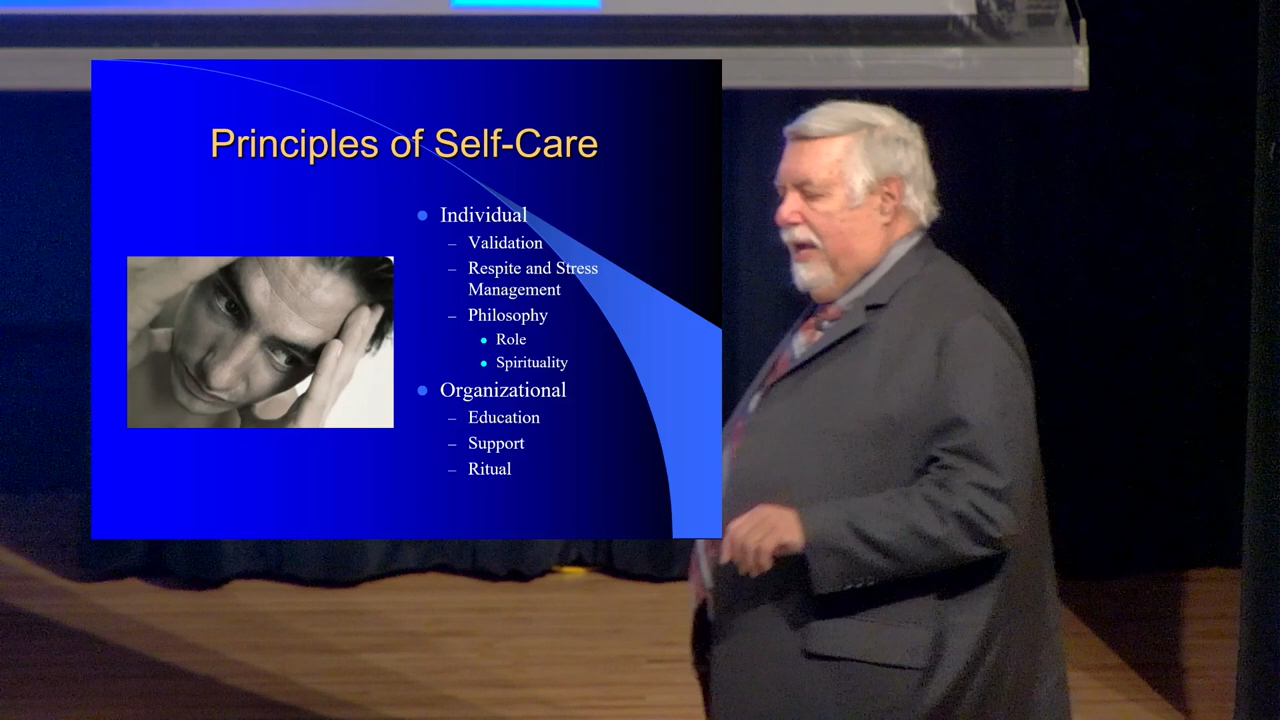 Principles of Self-Care
Individual
– Validation
– Respite and Stress
Management
– Philosophy
Role
Spirituality
Organizational
– Education
– Support
– Ritual